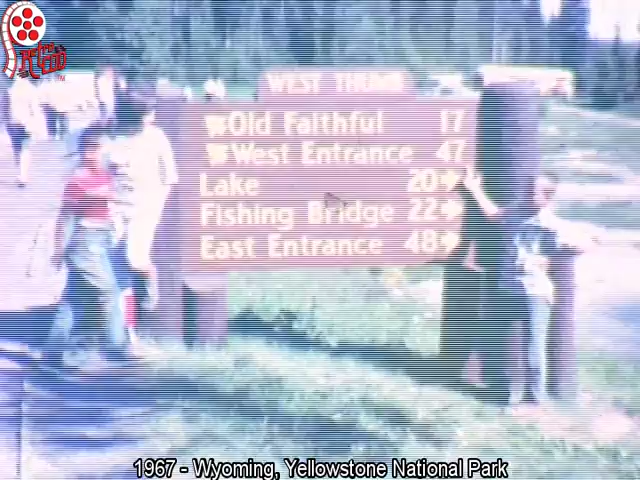 Retro
WEST THUMB
Old Faithful 17
West Entrance 47
Lake 20
Fishing Bridge 22
East Entrance 48
1967 - Wyoming, Yellowstone National Park